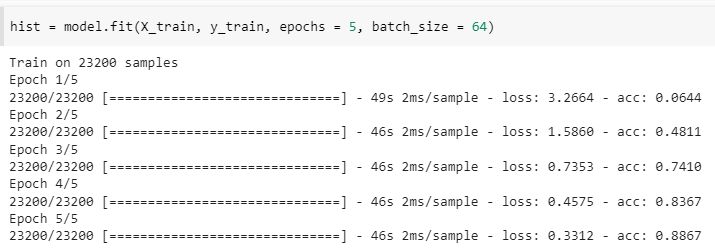 hist = model.fit(X_train, y_train, epochs = 5, batch_size = 64)
Train on 23200 samples
Epoch 1/5
23200/23200 [==============================] - 49s 2ms/sample - loss: 3.2664 - acc: 0.0644
Epoch 2/5
23200/23200 [==============================] - 46s 2ms/sample - loss: 1.5860 - acc: 0.4811
Epoch 3/5
23200/23200 [==============================] - 46s 2ms/sample - loss: 0.7353 - acc: 0.7410
Epoch 4/5
23200/23200 [==============================] - 46s 2ms/sample - loss: 0.4575 - acc: 0.8367
Epoch 5/5
23200/23200 [==============================] - 46s 2ms/sample - loss: 0.3312 - acc: 0.8867